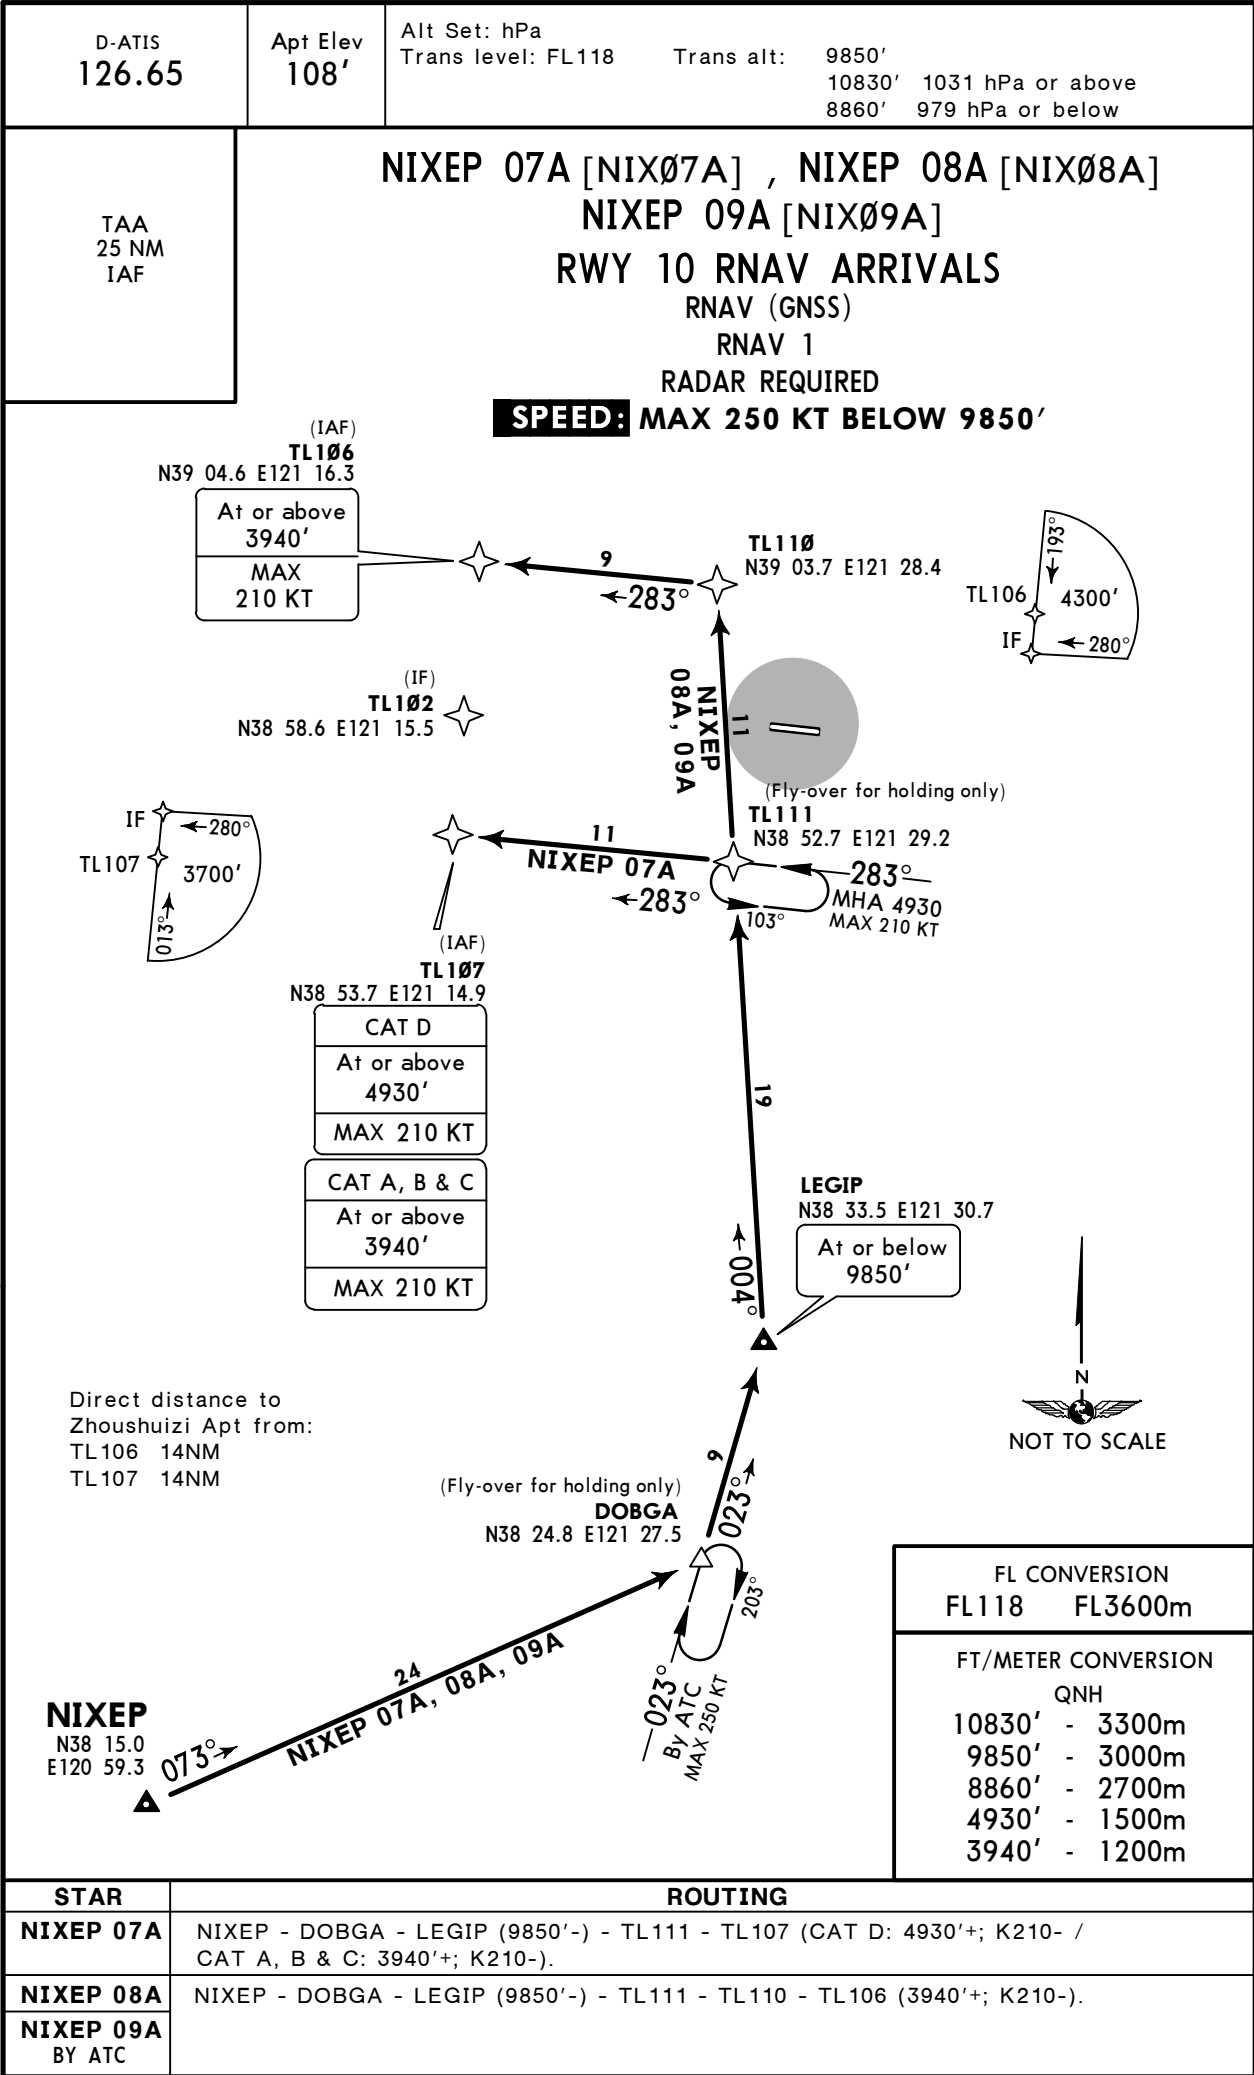 D-ATIS
126.65
Apt Elev
108'
Alt Set: hPa
Trans level: FL118 Trans alt: 9850'
10830' 1031 hPa or above
8860' 979 hPa or below
TAA
25 NM
IAF
NIXEP 07A [NIXØ7A] , NIXEP 08A [NIXØ8A]
NIXEP 09A [NIXØ9A]
RWY 10 RNAV ARRIVALS
RNAV (GNSS)
RNAV 1
RADAR REQUIRED
SPEED: MAX 250 KT BELOW 9850'
(IAF)
TL1Ø6
N39 04.6 E121 16.3
At or above
3940'
MAX
210 KT
9
283°
TL11Ø
N39 03.7 E121 28.4
193°
TL106
4300'
IF
280°
(IF)
TL1Ø2
N38 58.6 E121 15.5
NIXEP
08A, 09A
11
(Fly-over for holding only)
TL111
N38 52.7 E121 29.2
IF
280°
TL107
3700'
013°
11
NIXEP 07A
283°
283°
MHA 4930
MAX 210 KT
103°
(IAF)
TL1Ø7
N38 53.7 E121 14.9
CAT D
At or above
4930'
MAX 210 KT
CAT A, B & C
At or above
3940'
MAX 210 KT
19
004°
LEGIP
N38 33.5 E121 30.7
At or below
9850'
N
NOT TO SCALE
Direct distance to
Zhoushuizi Apt from:
TL106 14NM
TL107 14NM
9
023°
(Fly-over for holding only)
DOBGA
N38 24.8 E121 27.5
203°
023°
By ATC
MAX 250 KT
24
NIXEP 07A, 08A, 09A
NIXEP
N38 15.0
E120 59.3
073°
FL CONVERSION
FL118 FL3600m
FT/METER CONVERSION
QNH
10830' - 3300m
9850' - 3000m
8860' - 2700m
4930' - 1500m
3940' - 1200m
STAR ROUTING
NIXEP 07A NIXEP - DOBGA - LEGIP (9850'-) - TL111 - TL107 (CAT D: 4930'+; K210- /
CAT A, B & C: 3940'+; K210-).
NIXEP 08A NIXEP - DOBGA - LEGIP (9850'-) - TL111 - TL110 - TL106 (3940'+; K210-).
NIXEP 09A
BY ATC